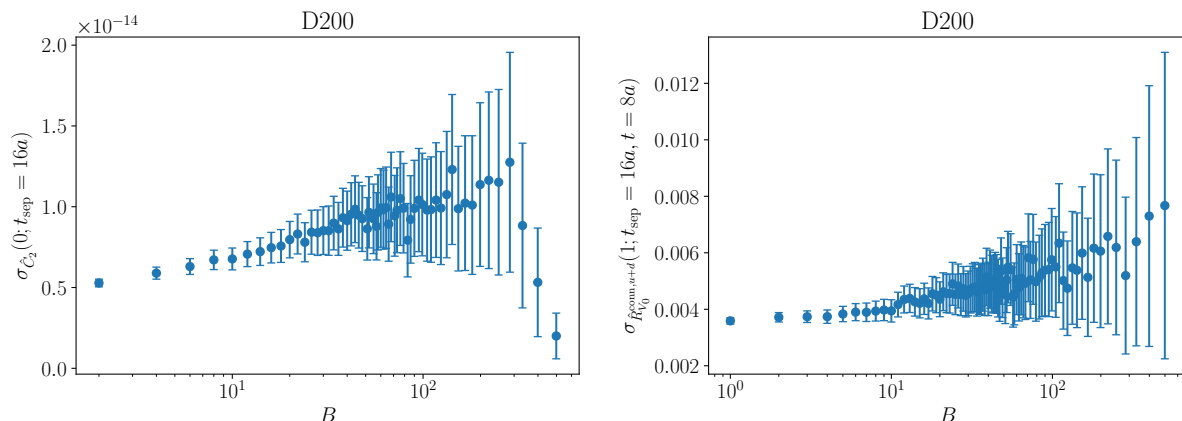 D200
×10⁻¹⁴
2.0
1.5
1.0
0.5
0.0
σ_{Ĉ₂}(0; t_sep = 16a)
10¹
10²
B
D200
0.012
0.010
0.008
0.006
0.004
0.002
σ_{R̂_{V₀}^{conn,u+d}}(1; t_sep = 16a, t = 8a)
10⁰
10¹
10²
B